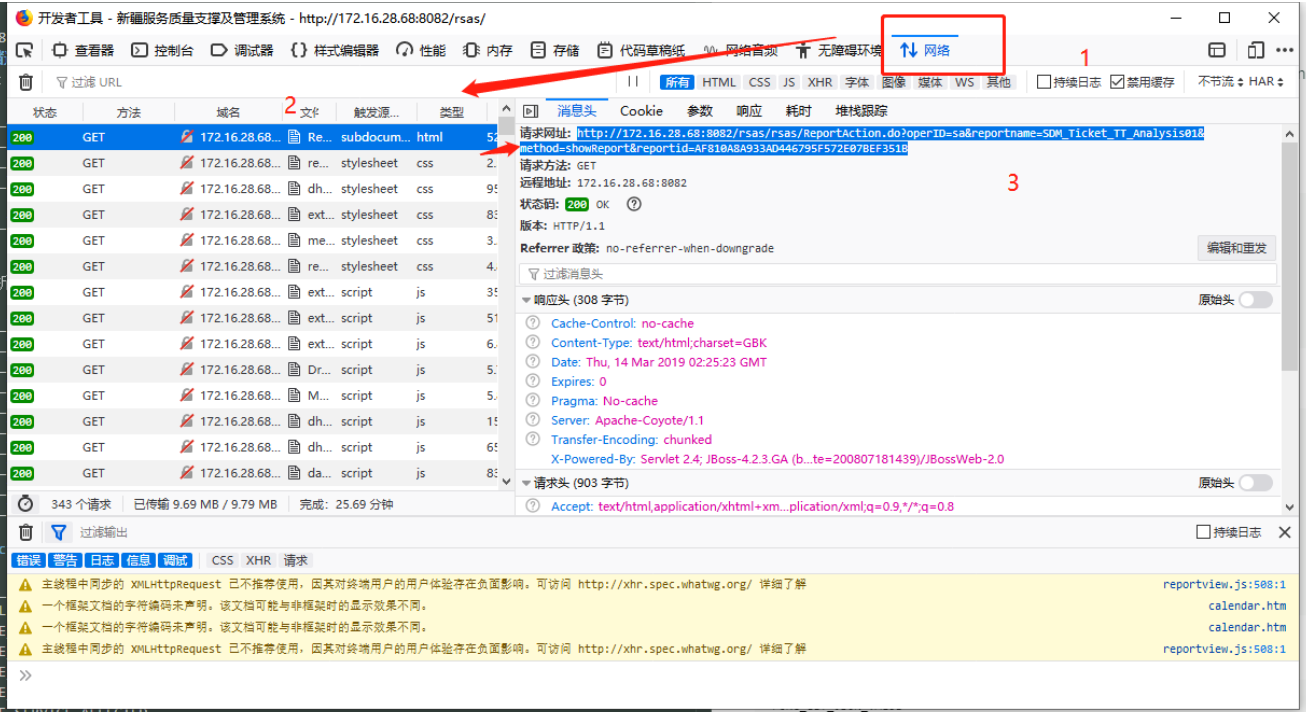 开发者工具 - 新疆服务质量支撑及管理系统 - http://172.16.28.68:8082/rsas/
查看器 控制台 调试器 样式编辑器 性能 内存 存储 代码草稿纸 网络音频 无障碍环境 网络
1
过滤 URL 所有 HTML CSS JS XHR 字体 图像 媒体 WS 其他 持续日志 禁用缓存 不节流 HAR
状态 方法 域名 2 触发源... 类型
消息头 Cookie 参数 响应 耗时 堆栈跟踪
200 GET 172.16.28.68... Re... subdocum... html 52
200 GET 172.16.28.68... re... stylesheet css 2.
200 GET 172.16.28.68... dh... stylesheet css 95
200 GET 172.16.28.68... ext... stylesheet css 83
200 GET 172.16.28.68... me... stylesheet css 3.
200 GET 172.16.28.68... re... stylesheet css 4.
200 GET 172.16.28.68... ext... script js 35
200 GET 172.16.28.68... ext... script js 51
200 GET 172.16.28.68... ext... script js 6.
200 GET 172.16.28.68... Dr... script js 5.
200 GET 172.16.28.68... M... script js 5.
200 GET 172.16.28.68... dh... script js 15
200 GET 172.16.28.68... dh... script js 65
200 GET 172.16.28.68... da... script js 83
343 个请求 已传输 9.69 MB / 9.79 MB 完成: 25.69 分钟
请求网址: http://172.16.28.68:8082/rsas/rsas/ReportAction.do?operID=sa&reportname=SDM_Ticket_TT_Analysis01&
method=showReport&reportid=AF810A8A933AD446795F572E07BEF351B
请求方法: GET
远程地址: 172.16.28.68:8082
3
状态码: 200 OK
版本: HTTP/1.1
Referrer 政策: no-referrer-when-downgrade 编辑和重发
过滤消息头
响应头 (308 字节) 原始头
Cache-Control: no-cache
Content-Type: text/html;charset=GBK
Date: Thu, 14 Mar 2019 02:25:23 GMT
Expires: 0
Pragma: No-cache
Server: Apache-Coyote/1.1
Transfer-Encoding: chunked
X-Powered-By: Servlet 2.4; JBoss-4.2.3.GA (b...te=200807181439)/JBossWeb-2.0
请求头 (903 字节) 原始头
Accept: text/html,application/xhtml+xm...plication/xml;q=0.9,*/*;q=0.8
过滤输出 持续日志
错误 警告 日志 信息 调试 CSS XHR 请求
主线程中同步的 XMLHttpRequest 已不推荐使用，因其对终端用户的用户体验存在负面影响。可访问 http://xhr.spec.whatwg.org/ 详细了解 reportview.js:508:1
一个框架文档的字符编码未声明。该文档可能与非框架时的显示效果不同。 calendar.htm
一个框架文档的字符编码未声明。该文档可能与非框架时的显示效果不同。 calendar.htm
主线程中同步的 XMLHttpRequest 已不推荐使用，因其对终端用户的用户体验存在负面影响。可访问 http://xhr.spec.whatwg.org/ 详细了解 reportview.js:508:1